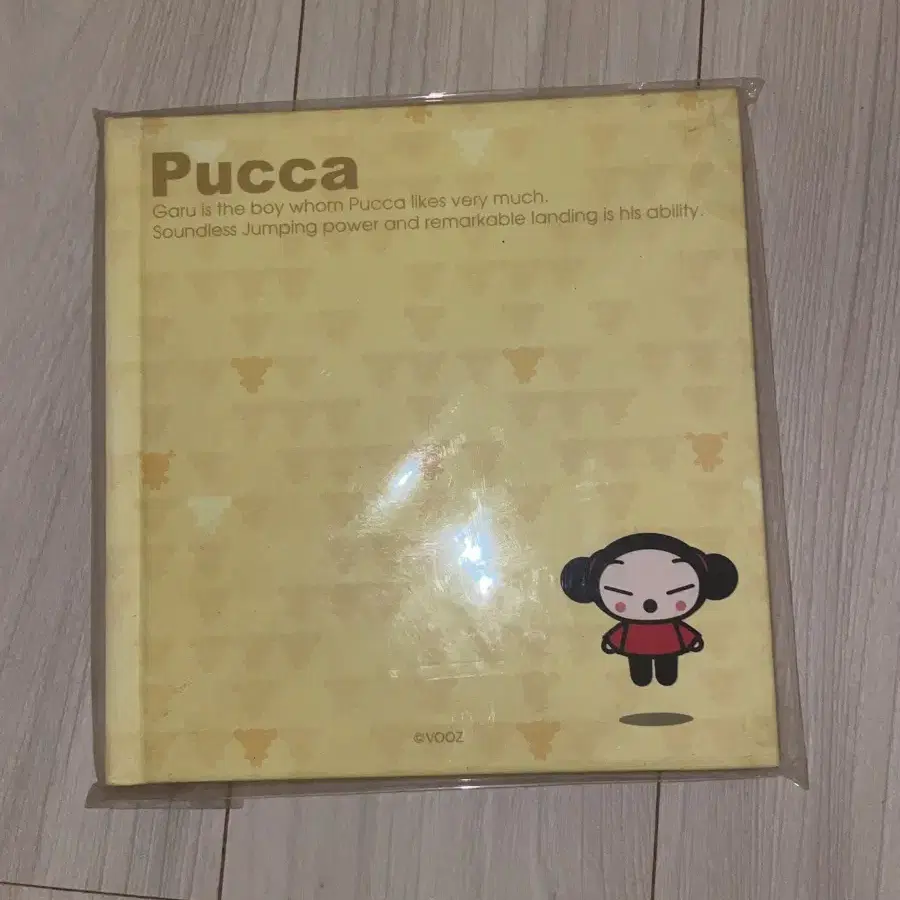 Pucca
Garu is the boy whom Pucca likes very much.
Soundless Jumping power and remarkable landing is his ability.
©VOOZ